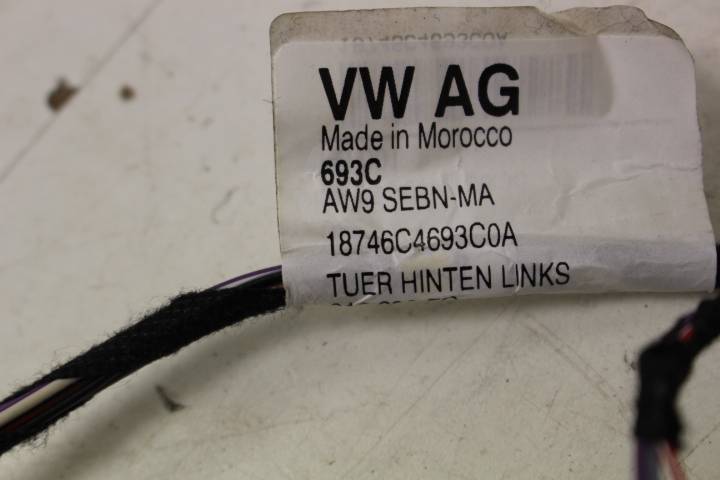 VW AG
Made in Morocco
693C
AW9 SEBN-MA
18746C4693C0A
TUER HINTEN LINKS